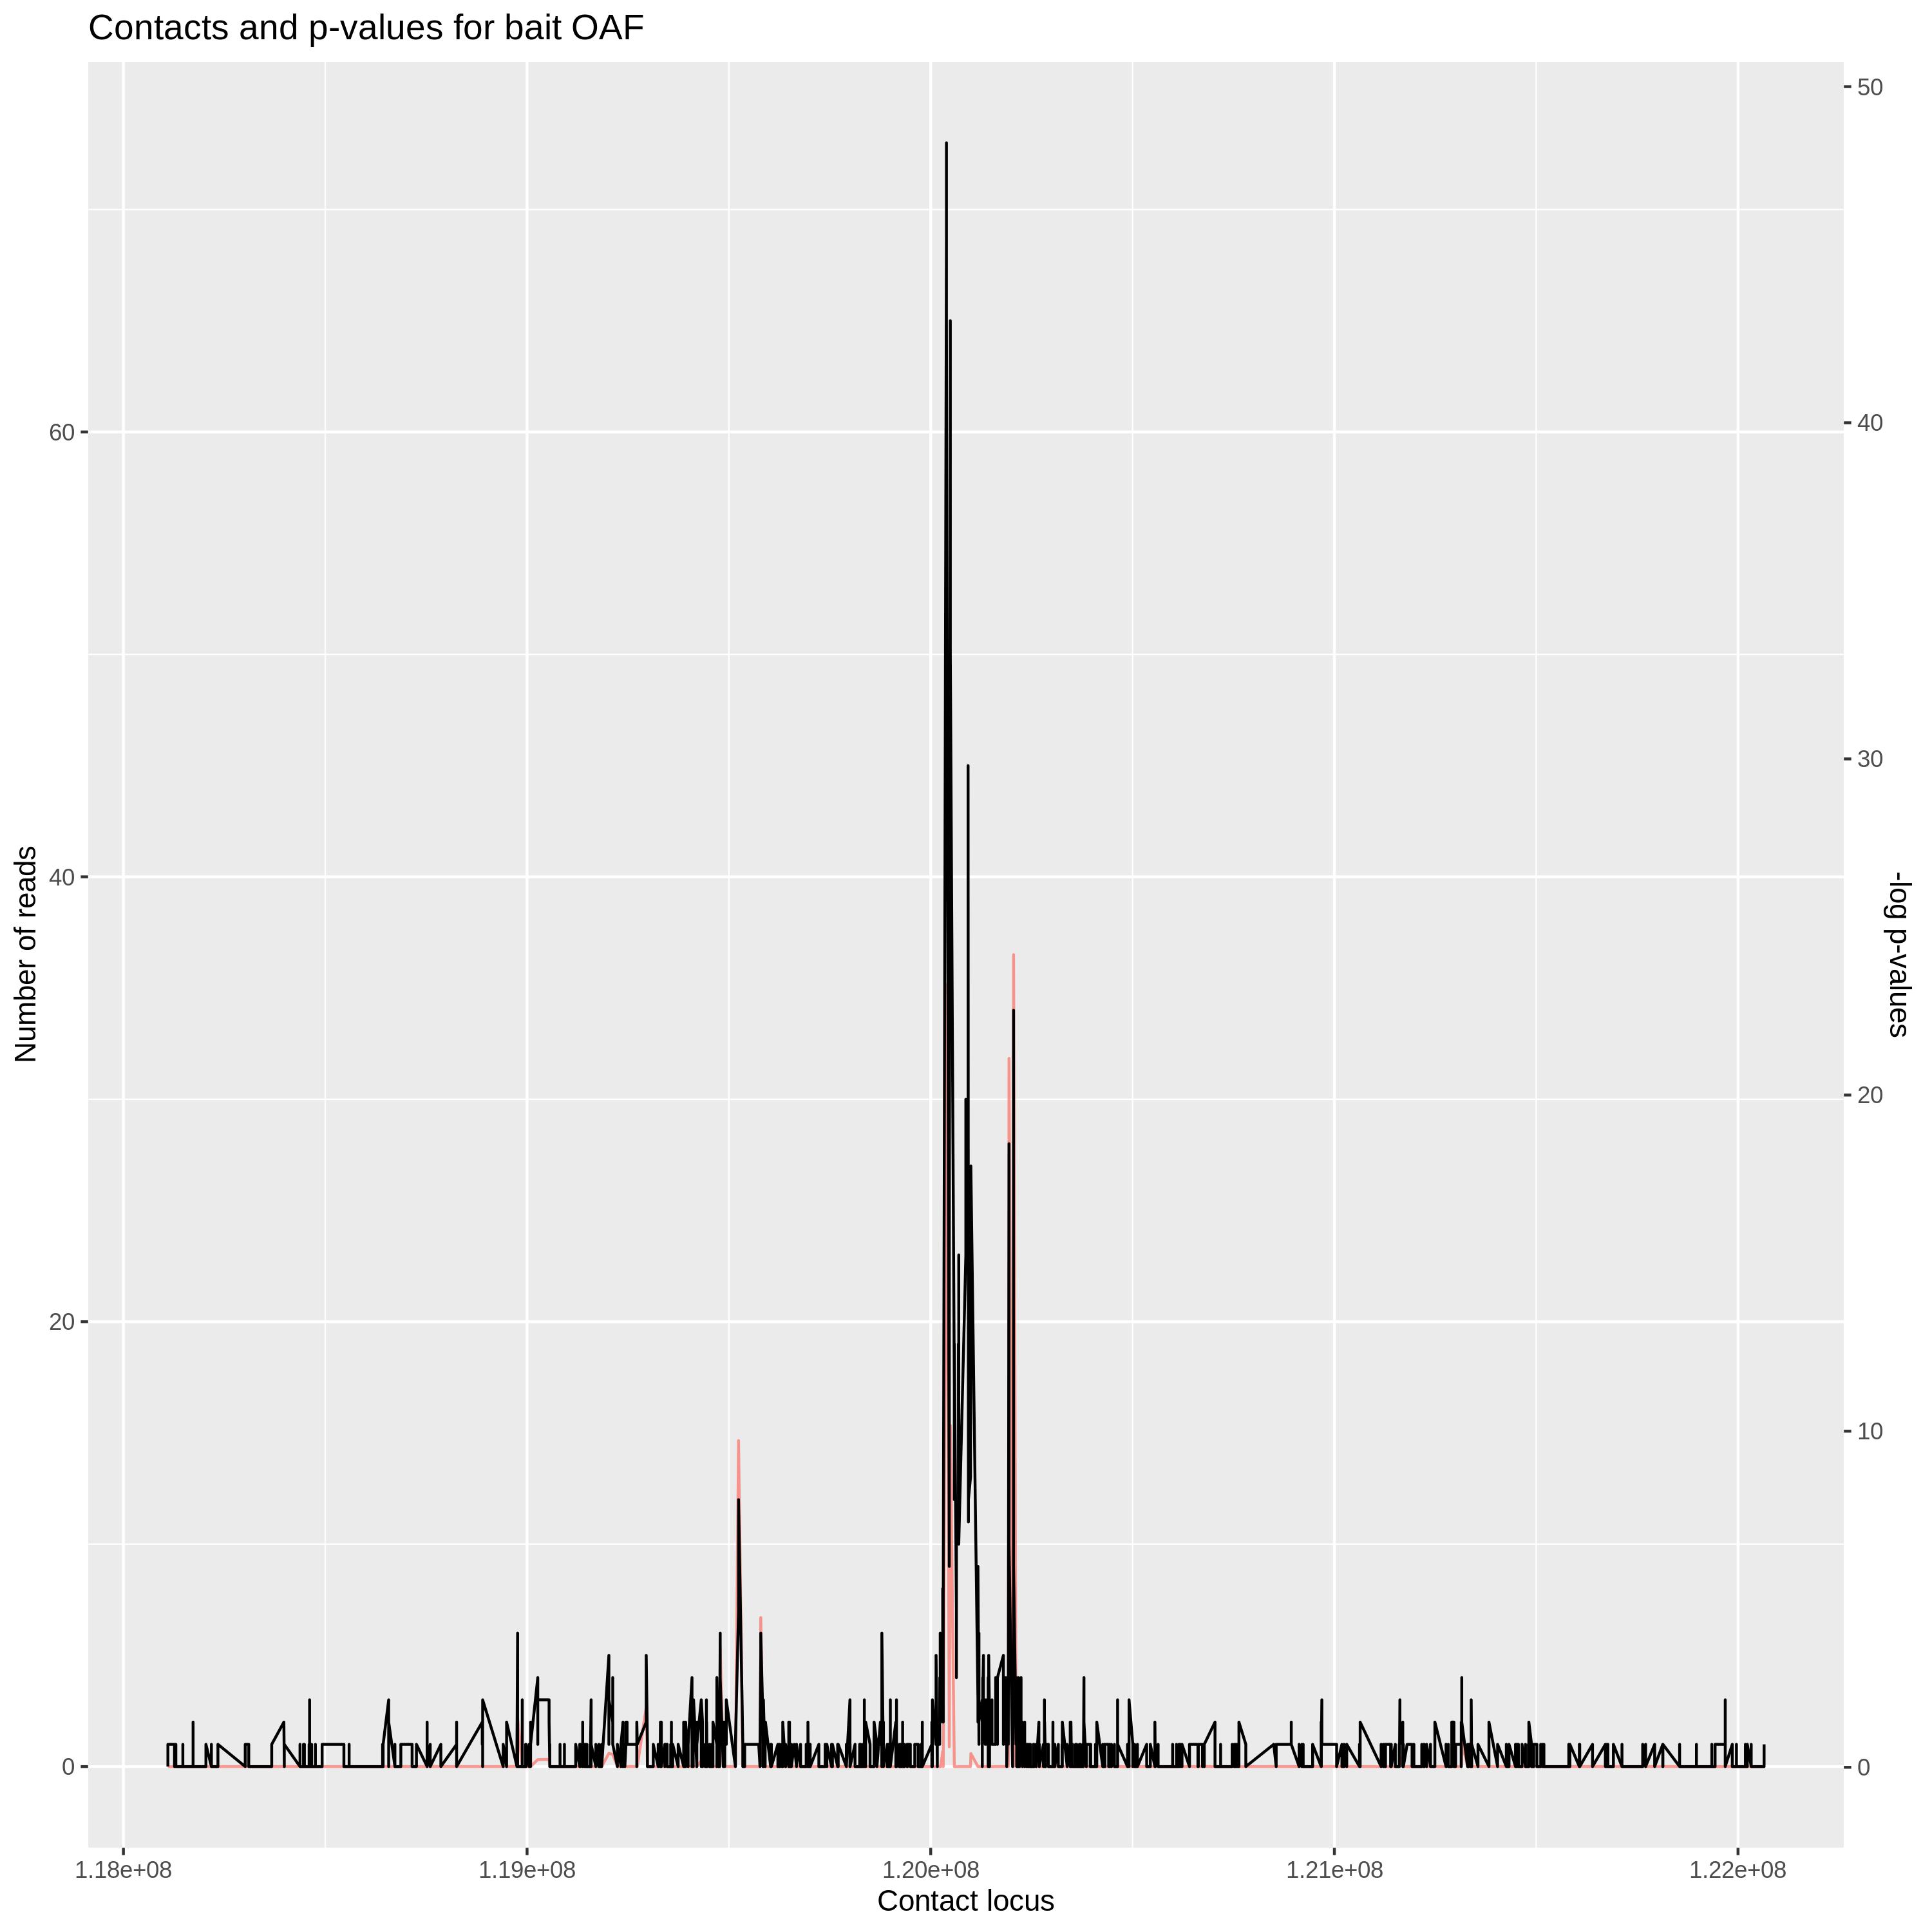 Contacts and p-values for bait OAF
50
60
40
30
40
Number of reads
-log p-values
20
20
10
0
0
1.18e+08 1.19e+08 1.20e+08 1.21e+08 1.22e+08
Contact locus